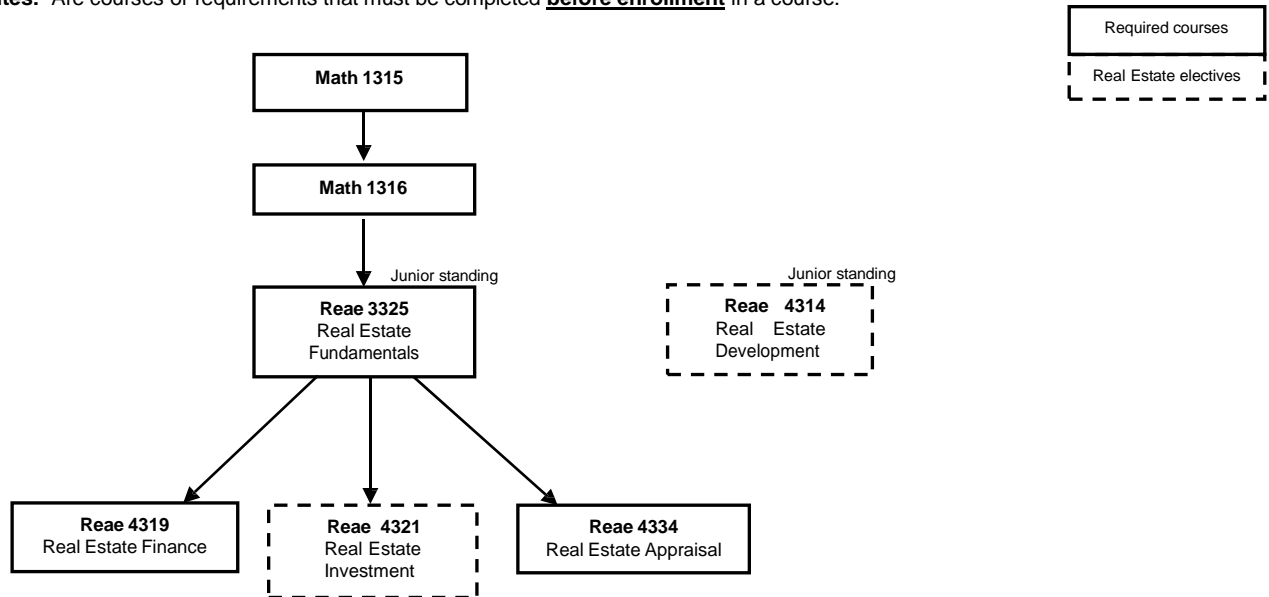 Are courses or requirements that must be completed before enrollment in a course.
Required courses
Real Estate electives
Math 1315
Math 1316
Junior standing
Reae 3325
Real Estate
Fundamentals
Junior standing
Reae 4314
Real Estate
Development
Reae 4319
Real Estate Finance
Reae 4321
Real Estate
Investment
Reae 4334
Real Estate Appraisal